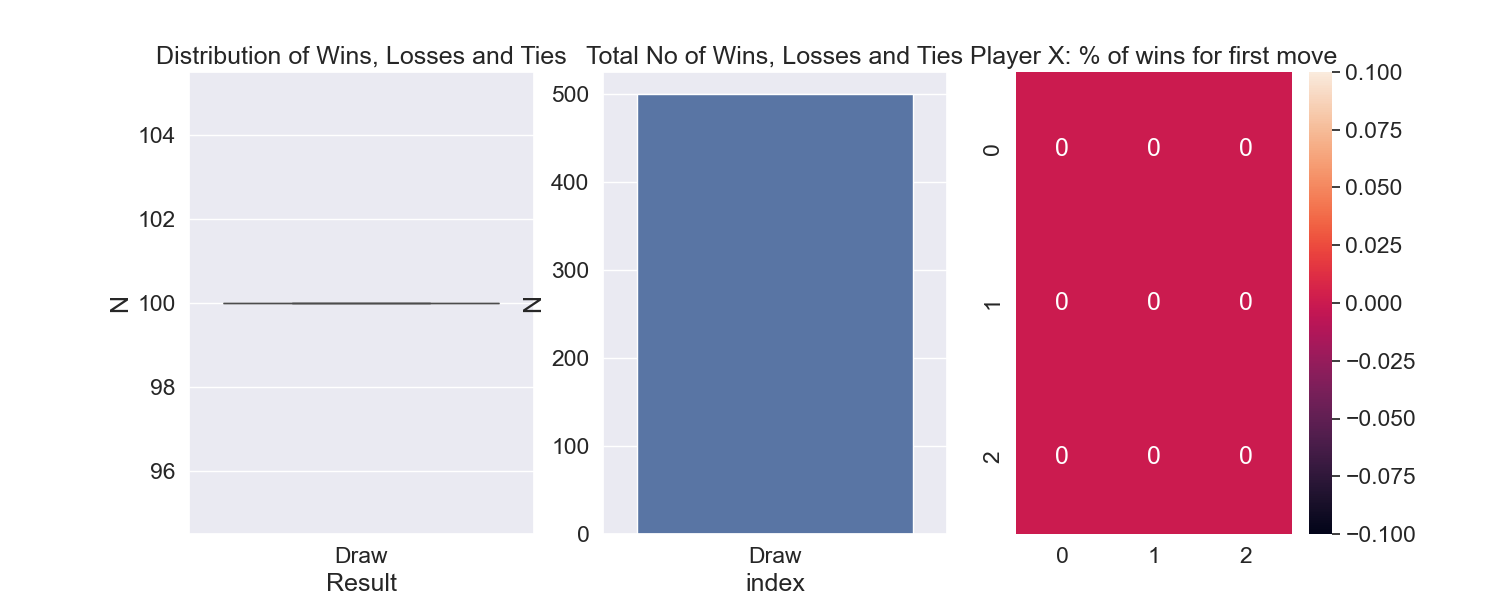 Distribution of Wins, Losses and Ties
104
102
100
98
96
N
Draw
Result
Total No of Wins, Losses and Ties
500
400
300
200
100
0
N
Draw
index
Player X: % of wins for first move
0
1
2
0 0 0
0 0 0
0 0 0
0 1 2
0.100
0.075
0.050
0.025
0.000
−0.025
−0.050
−0.075
−0.100